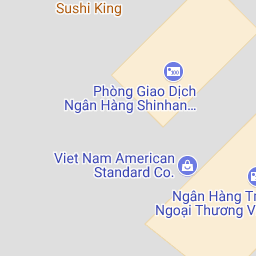 Sushi King
Phòng Giao Dịch
Ngân Hàng Shinhan...
Viet Nam American
Standard Co.
Ngân Hàng
Ngoại Thương